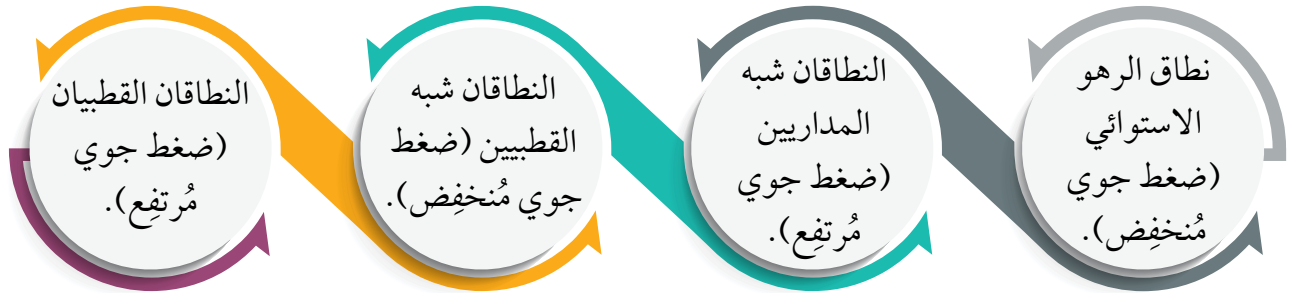 نطاق الرهو
الاستوائي
(ضغط جوي
مُنخفِض).
النطاقان شبه
المداريين
(ضغط جوي
مُرتفِع).
النطاقان شبه
القطبيين (ضغط
جوي مُنخفِض).
النطاقان القطبيان
(ضغط جوي
مُرتفِع).